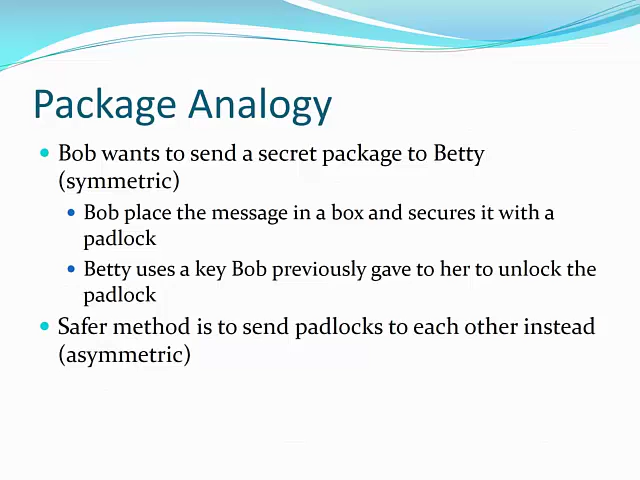 Package Analogy
• Bob wants to send a secret package to Betty
(symmetric)
• Bob place the message in a box and secures it with a
padlock
• Betty uses a key Bob previously gave to her to unlock the
padlock
• Safer method is to send padlocks to each other instead
(asymmetric)